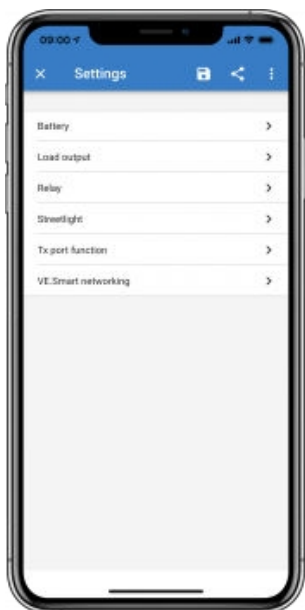 09:00
Settings
Battery
Load output
Relay
Streetlight
Tx port function
VE.Smart networking